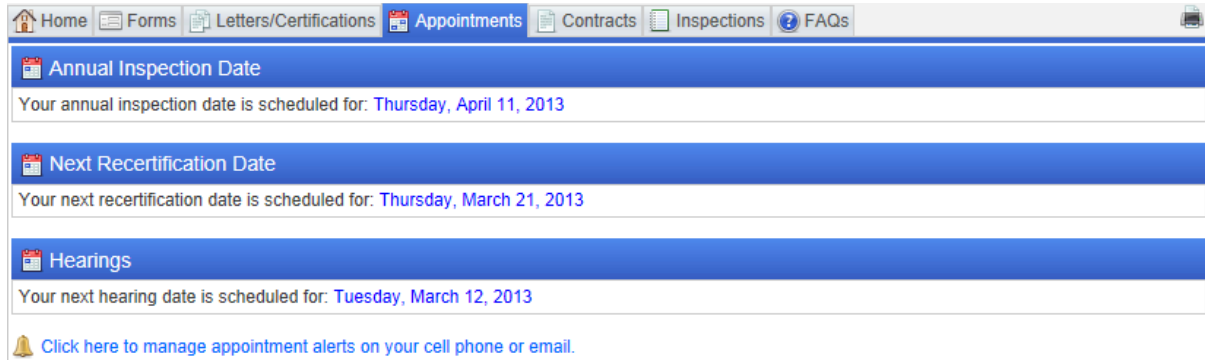 Home Forms Letters/Certifications Appointments Contracts Inspections FAQs
Annual Inspection Date
Your annual inspection date is scheduled for: Thursday, April 11, 2013
Next Recertification Date
Your next recertification date is scheduled for: Thursday, March 21, 2013
Hearings
Your next hearing date is scheduled for: Tuesday, March 12, 2013
Click here to manage appointment alerts on your cell phone or email.